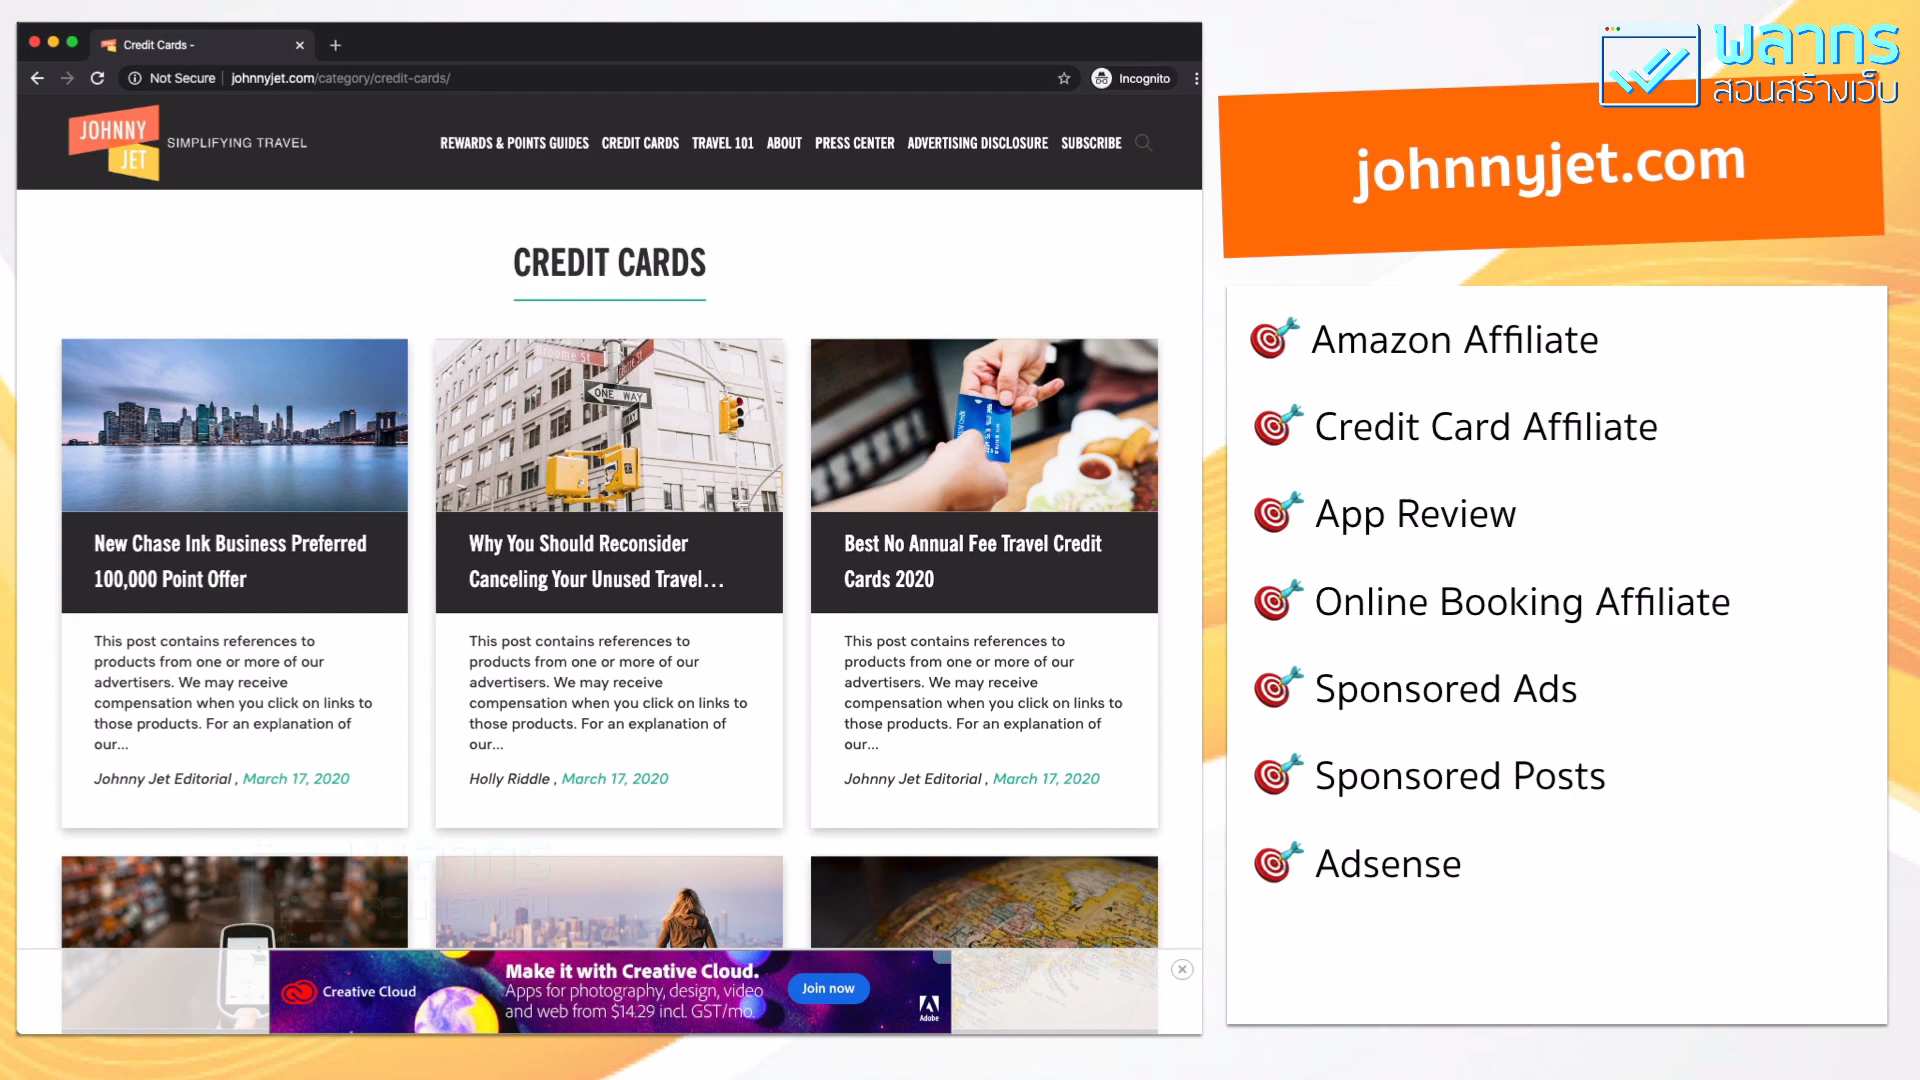 Credit Cards -
Not Secure
johnnyjet.com/category/credit-cards/
Incognito
JOHNNY
JET
SIMPLIFYING TRAVEL
REWARDS & POINTS GUIDES
CREDIT CARDS
TRAVEL 101
ABOUT
PRESS CENTER
ADVERTISING DISCLOSURE
SUBSCRIBE
CREDIT CARDS
New Chase Ink Business Preferred
100,000 Point Offer
This post contains references to
products from one or more of our
advertisers. We may receive
compensation when you click on links to
those products. For an explanation of
our...
Johnny Jet Editorial , March 17, 2020
ONE WAY
Why You Should Reconsider
Canceling Your Unused Travel...
This post contains references to
products from one or more of our
advertisers. We may receive
compensation when you click on links to
those products. For an explanation of
our...
Holly Riddle , March 17, 2020
Best No Annual Fee Travel Credit
Cards 2020
This post contains references to
products from one or more of our
advertisers. We may receive
compensation when you click on links to
those products. For an explanation of
our...
Johnny Jet Editorial , March 17, 2020
Creative Cloud
Make it with Creative Cloud.
Apps for photography, design, video
and web from $14.29 incl. GST/mo.
Join now
Adobe
พลากร
สอนสร้างเว็บ
johnnyjet.com
Amazon Affiliate
Credit Card Affiliate
App Review
Online Booking Affiliate
Sponsored Ads
Sponsored Posts
Adsense